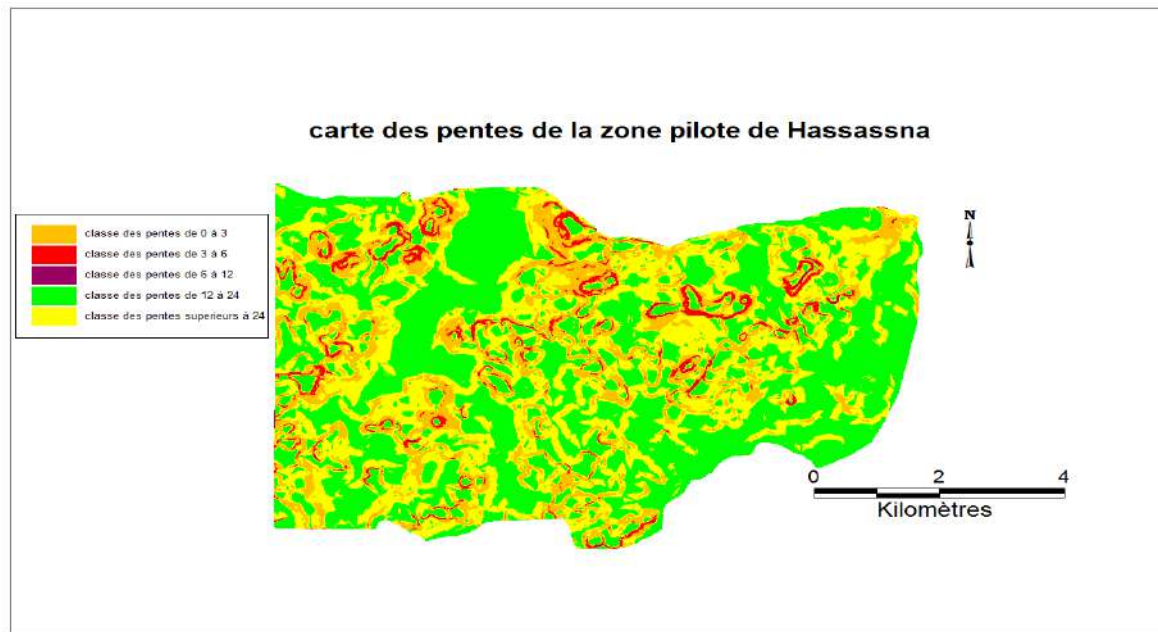 carte des pentes de la zone pilote de Hassassna
classe des pentes de 0 à 3
classe des pentes de 3 à 6
classe des pentes de 6 à 12
classe des pentes de 12 à 24
classe des pentes superieurs à 24
N
0 2 4
Kilomètres